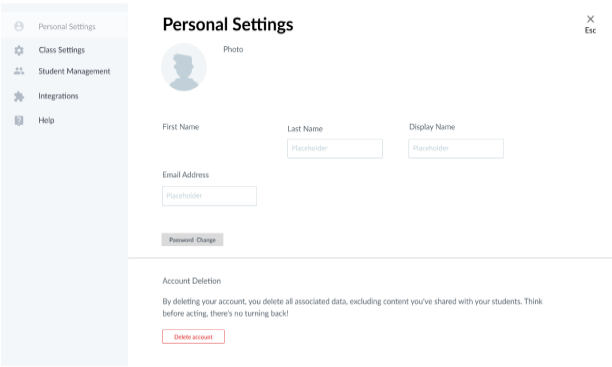 Personal Settings
Class Settings
Student Management
Integrations
Help
Personal Settings
Esc
Photo
First Name
Last Name
Display Name
Placeholder
Placeholder
Email Address
Placeholder
Password Change
Account Deletion
By deleting your account, you delete all associated data, excluding content you've shared with your students. Think
before acting, there's no turning back!
Delete account